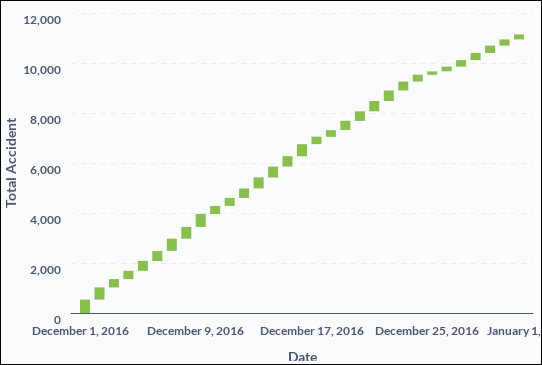 12,000
10,000
8,000
6,000
4,000
2,000
0
Total Accident
December 1, 2016 December 9, 2016 December 17, 2016 December 25, 2016 January 1,
Date